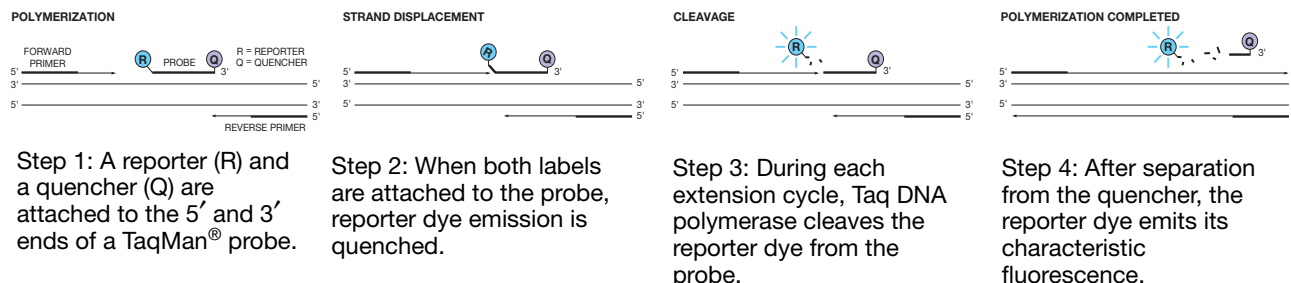 POLYMERIZATION
FORWARD
PRIMER
R
PROBE
Q
R = REPORTER
Q = QUENCHER
5'
3'
3'
5'
5'
3'
5'
REVERSE PRIMER
Step 1: A reporter (R) and
a quencher (Q) are
attached to the 5′ and 3′
ends of a TaqMan® probe.
STRAND DISPLACEMENT
R
Q
5'
3'
3'
5'
5'
3'
5'
Step 2: When both labels
are attached to the probe,
reporter dye emission is
quenched.
CLEAVAGE
R
Q
5'
3'
3'
5'
5'
3'
5'
Step 3: During each
extension cycle, Taq DNA
polymerase cleaves the
reporter dye from the
probe.
POLYMERIZATION COMPLETED
R
Q
3'
5'
3'
5'
5'
3'
5'
Step 4: After separation
from the quencher, the
reporter dye emits its
characteristic
fluorescence.